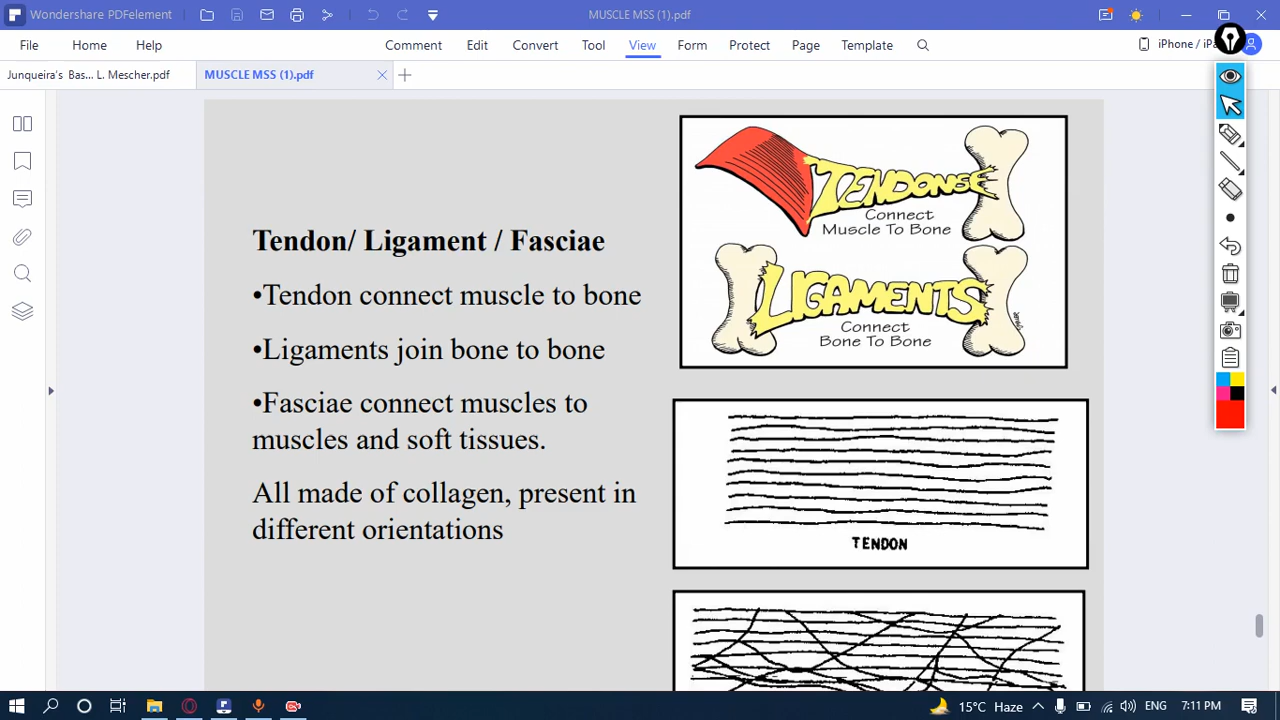 Wondershare PDFelement
MUSCLE MSS (1).pdf
File Home Help Comment Edit Convert Tool View Form Protect Page Template
iPhone / iPa
Junqueira's Bas... L. Mescher.pdf
MUSCLE MSS (1).pdf
Tendon/ Ligament / Fasciae
•Tendon connect muscle to bone
•Ligaments join bone to bone
•Fasciae connect muscles to
muscles and soft tissues.
All made of collagen, present in
different orientations
TENDONS
Connect
Muscle To Bone
LIGAMENTS
Connect
Bone To Bone
TENDON
15°C Haze
ENG
7:11 PM